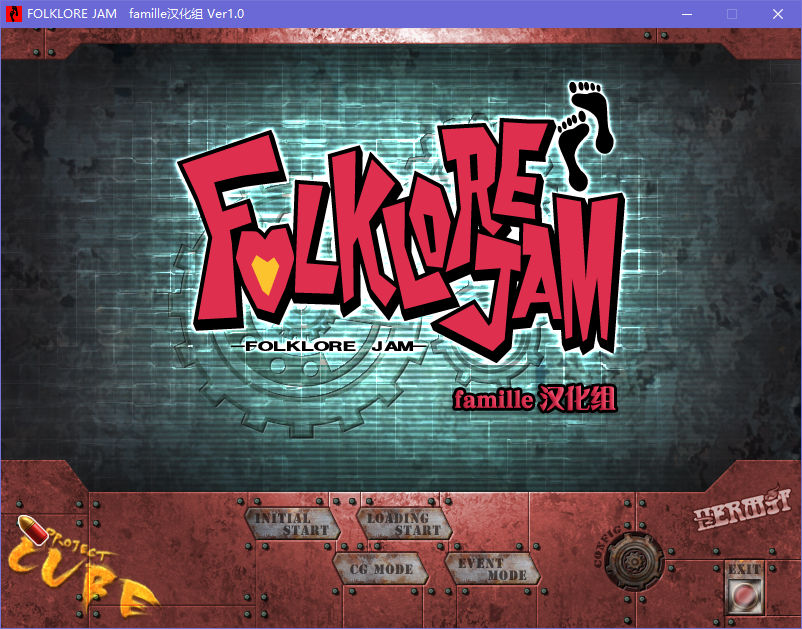 FOLKLORE JAM famille汉化组 Ver1.0
FOLKLORE
JAM
FOLKLORE JAM
famille 汉化组
INITIAL
START
LOADING
START
CG MODE
EVENT
MODE
CONFIG
EXIT
HERMIT
PROJECT
CUBE